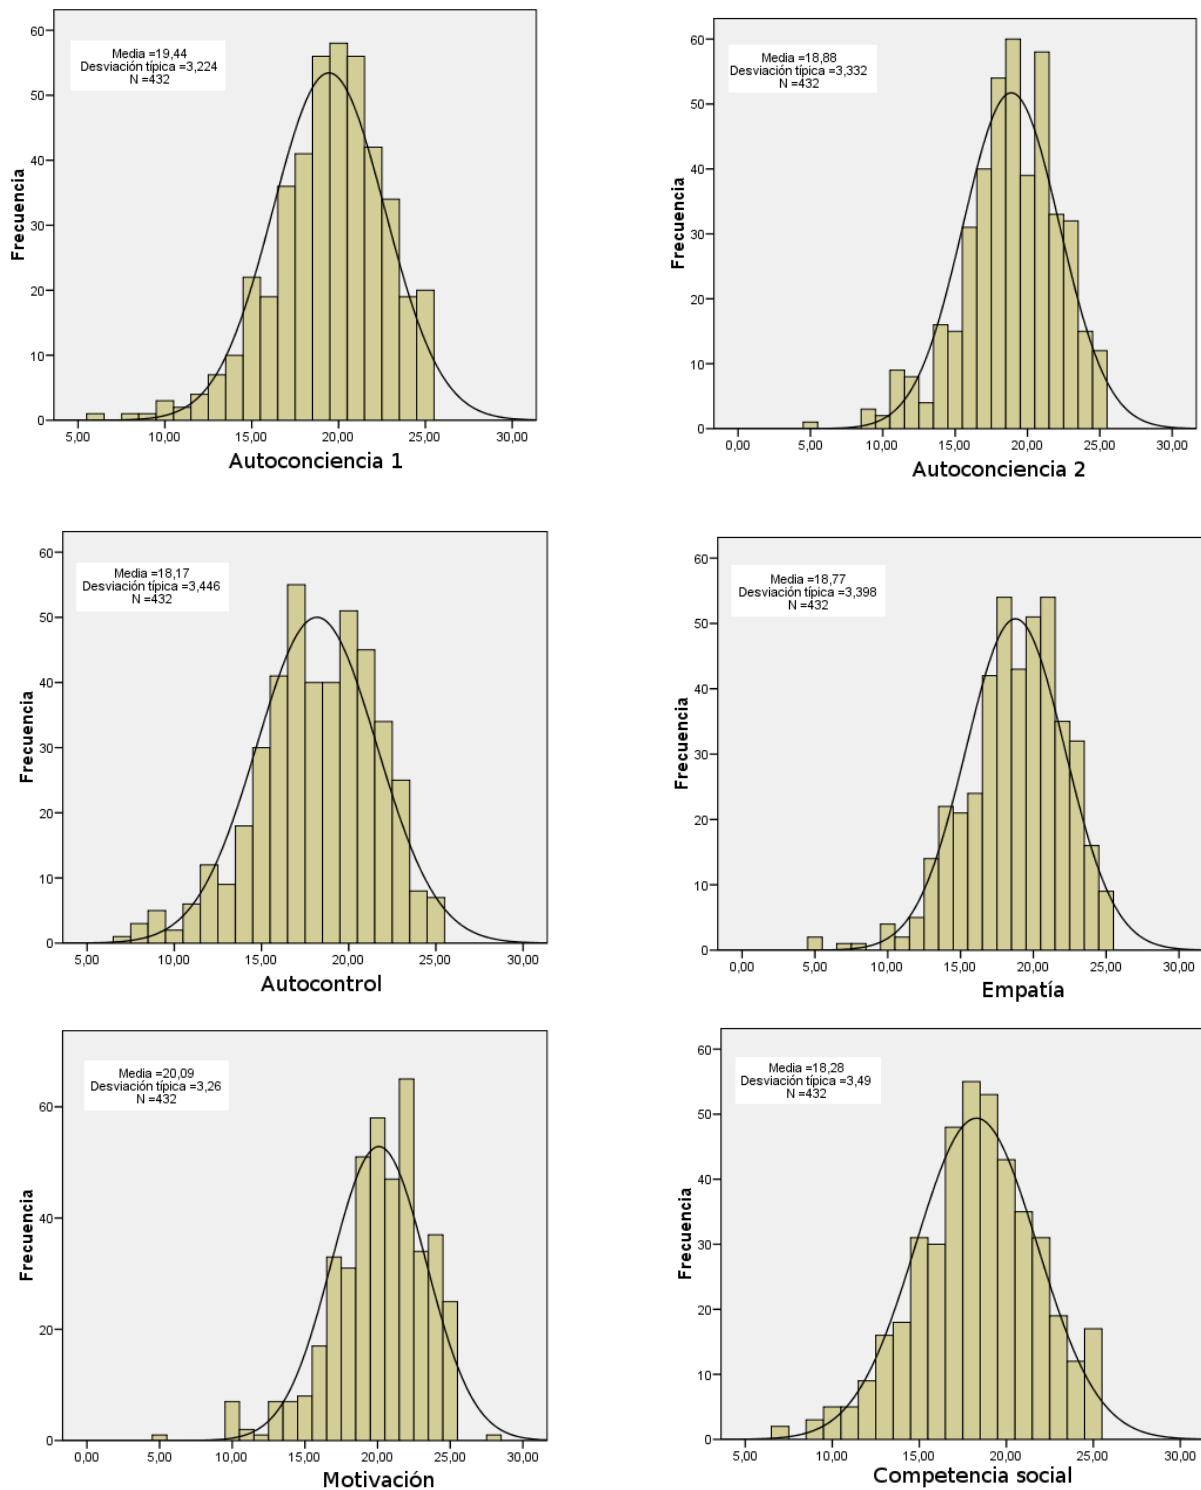 Media =19,44
Desviación típica =3,224
N =432
Frecuencia
60
50
40
30
20
10
0
5,00 10,00 15,00 20,00 25,00 30,00
Autoconciencia 1
Media =18,88
Desviación típica =3,332
N =432
Frecuencia
60
50
40
30
20
10
0
0,00 5,00 10,00 15,00 20,00 25,00 30,00
Autoconciencia 2
Media =18,17
Desviación típica =3,446
N =432
Frecuencia
60
50
40
30
20
10
0
5,00 10,00 15,00 20,00 25,00 30,00
Autocontrol
Media =18,77
Desviación típica =3,398
N =432
Frecuencia
60
50
40
30
20
10
0
0,00 5,00 10,00 15,00 20,00 25,00 30,00
Empatía
Media =20,09
Desviación típica =3,26
N =432
Frecuencia
60
40
20
0
0,00 5,00 10,00 15,00 20,00 25,00 30,00
Motivación
Media =18,28
Desviación típica =3,49
N =432
Frecuencia
60
50
40
30
20
10
0
5,00 10,00 15,00 20,00 25,00 30,00
Competencia social